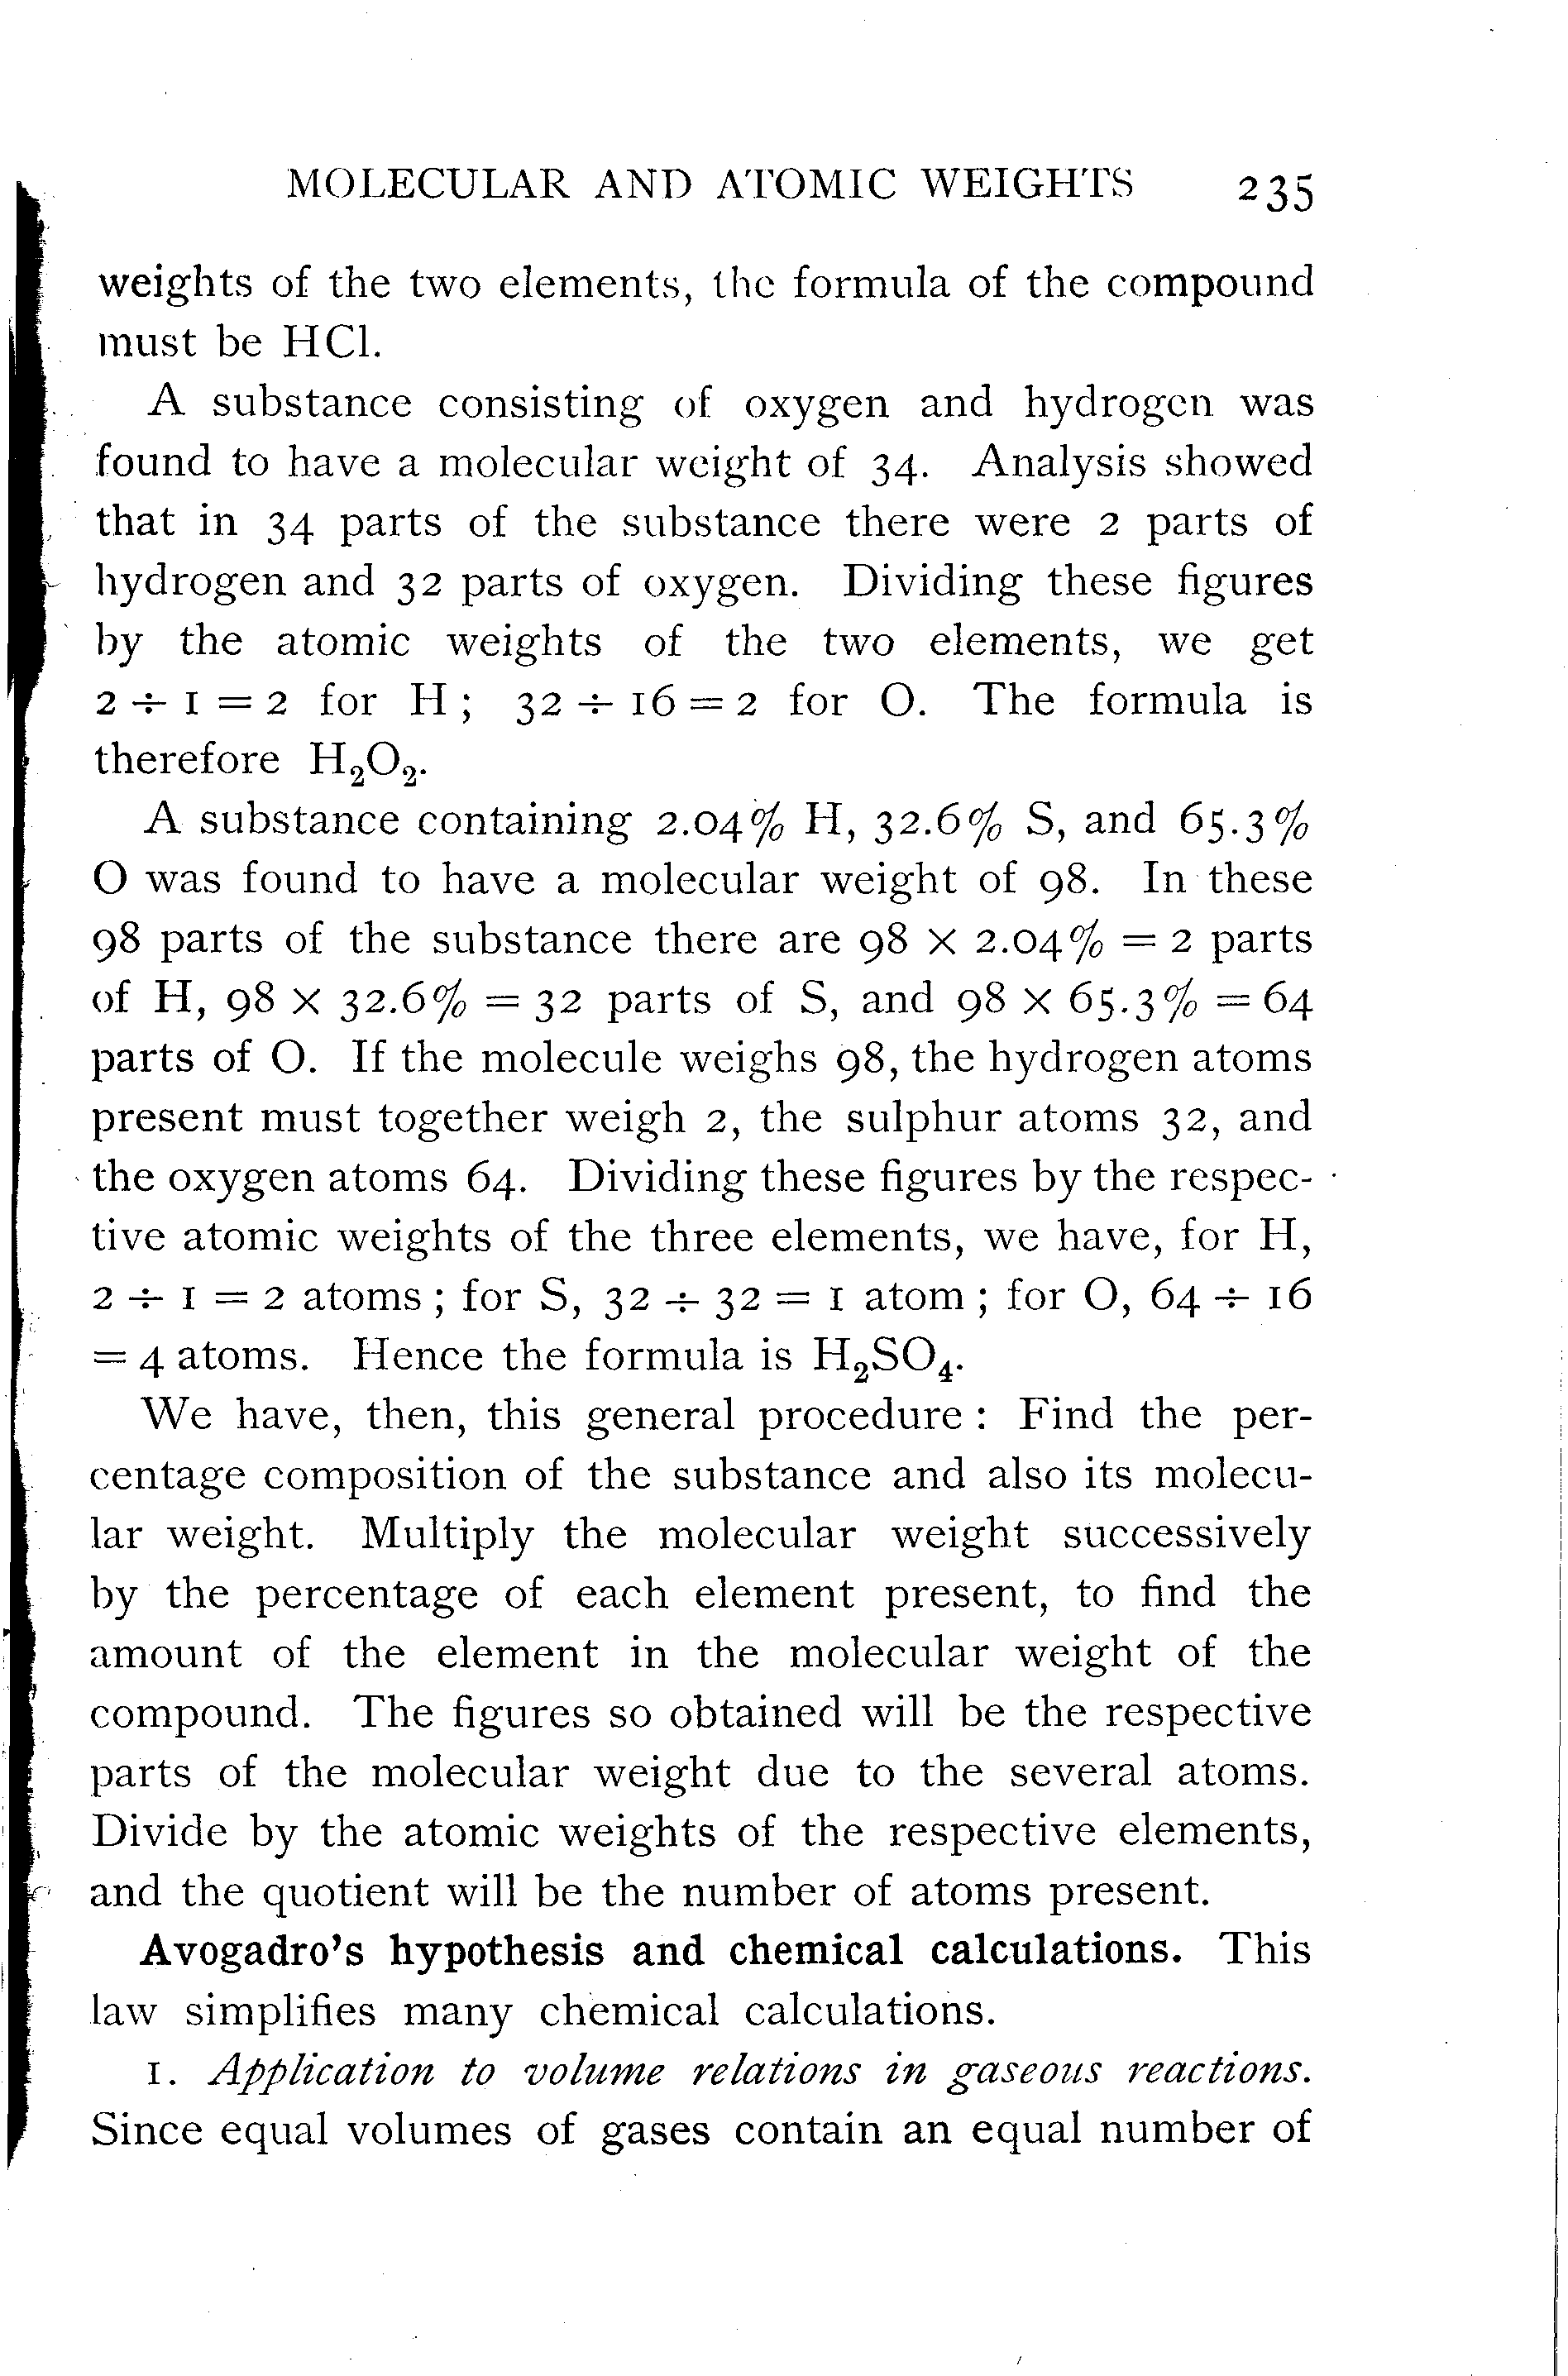 MOLECULAR AND ATOMIC WEIGHTS 235
weights of the two elements, the formula of the compound
must be HCl.
A substance consisting of oxygen and hydrogen was
found to have a molecular weight of 34. Analysis showed
that in 34 parts of the substance there were 2 parts of
hydrogen and 32 parts of oxygen. Dividing these figures
by the atomic weights of the two elements, we get
2 ÷ 1 = 2 for H; 32 ÷ 16 = 2 for O. The formula is
therefore H₂O₂.
A substance containing 2.04% H, 32.6% S, and 65.3%
O was found to have a molecular weight of 98. In these
98 parts of the substance there are 98 × 2.04% = 2 parts
of H, 98 × 32.6% = 32 parts of S, and 98 × 65.3% = 64
parts of O. If the molecule weighs 98, the hydrogen atoms
present must together weigh 2, the sulphur atoms 32, and
the oxygen atoms 64. Dividing these figures by the respec-
tive atomic weights of the three elements, we have, for H,
2 ÷ 1 = 2 atoms; for S, 32 ÷ 32 = 1 atom; for O, 64 ÷ 16
= 4 atoms. Hence the formula is H₂SO₄.
We have, then, this general procedure: Find the per-
centage composition of the substance and also its molecu-
lar weight. Multiply the molecular weight successively
by the percentage of each element present, to find the
amount of the element in the molecular weight of the
compound. The figures so obtained will be the respective
parts of the molecular weight due to the several atoms.
Divide by the atomic weights of the respective elements,
and the quotient will be the number of atoms present.
Avogadro's hypothesis and chemical calculations. This
law simplifies many chemical calculations.
1. Application to volume relations in gaseous reactions.
Since equal volumes of gases contain an equal number of